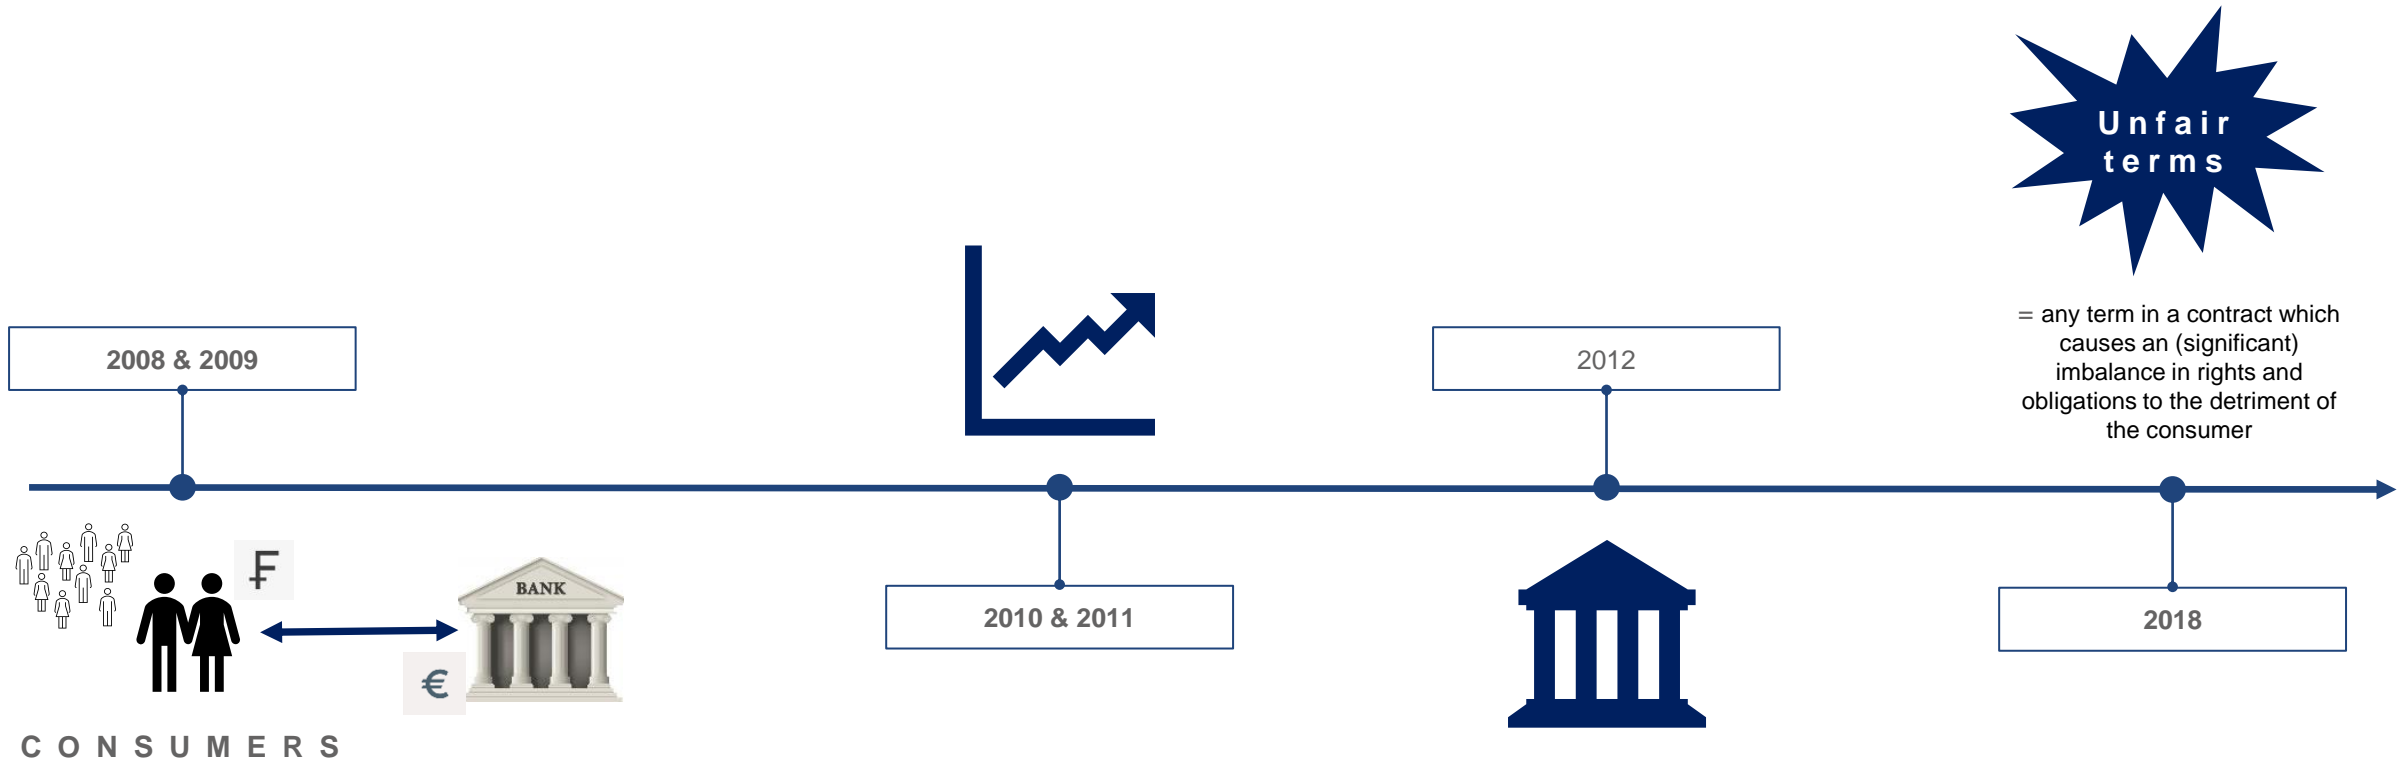 Unfair
terms
= any term in a contract which
causes an (significant)
imbalance in rights and
obligations to the detriment of
the consumer
2008 & 2009
2012
₣
BANK
€
2010 & 2011
2018
CONSUMERS